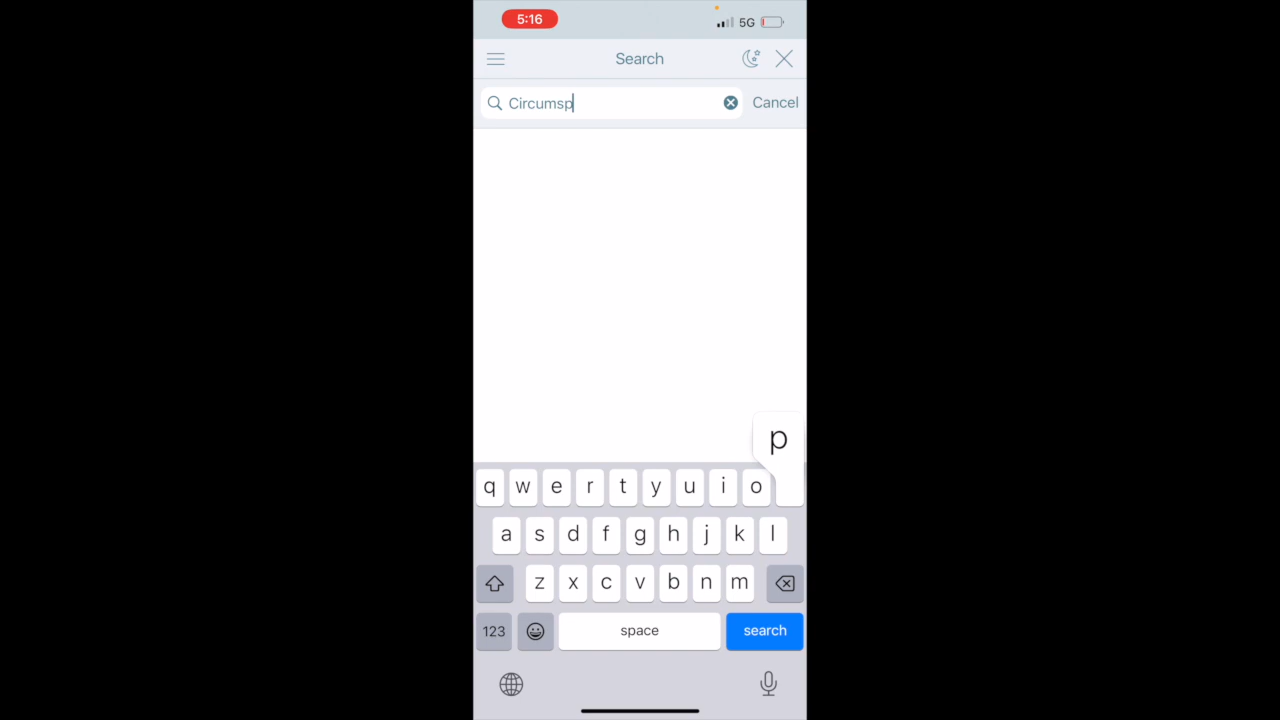 5:16 5G
Search
Circumsp Cancel
p
q w e r t y u i o
a s d f g h j k l
z x c v b n m
123 space search